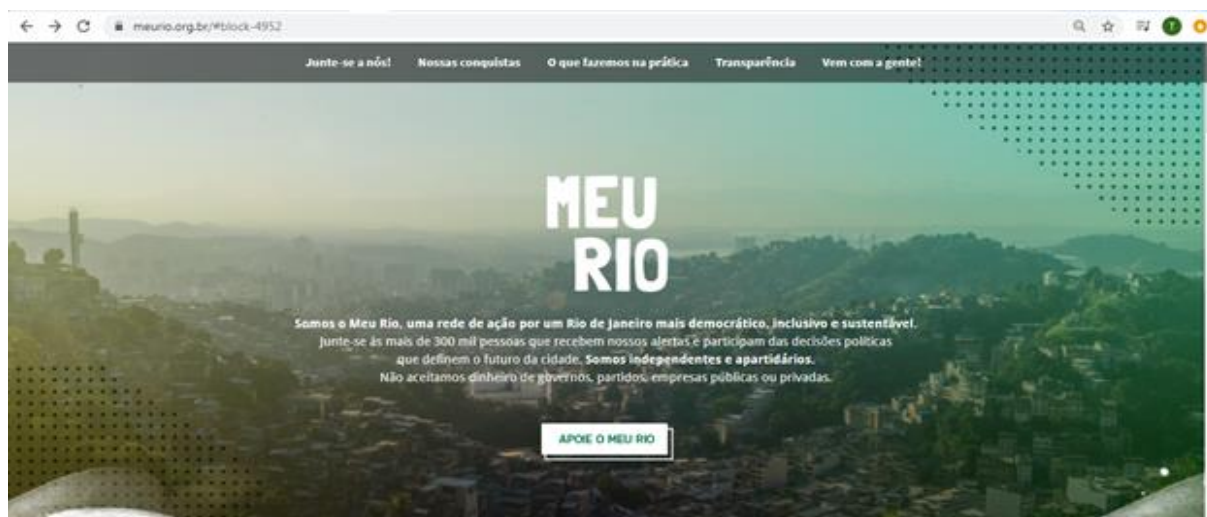 meurio.org.br/#block-4952
Junte-se a nós! Nossas conquistas O que fazemos na prática Transparência Vem com a gente!
MEU
RIO
Somos o Meu Rio, uma rede de ação por um Rio de Janeiro mais democrático, inclusivo e sustentável.
Junte-se às mais de 300 mil pessoas que recebem nossos alertas e participam das decisões políticas
que definem o futuro da cidade. Somos independentes e apartidários.
Não aceitamos dinheiro de governos, partidos, empresas públicas ou privadas.
APOIE O MEU RIO